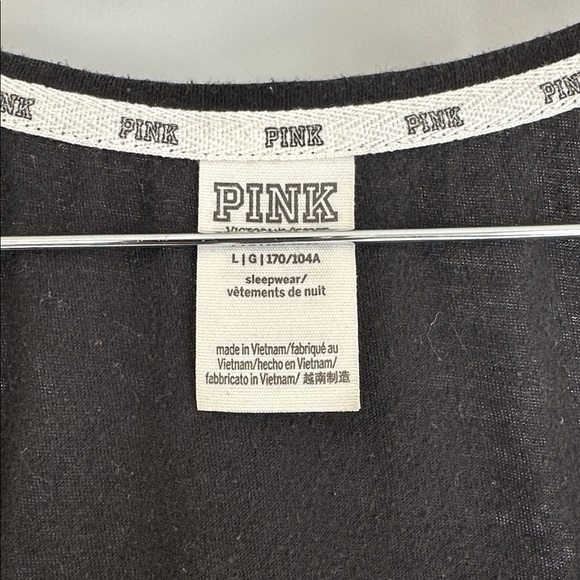 PINK PINK PINK
PINK
L|G|170/104A
sleepwear/
vêtements de nuit
made in Vietnam/fabriqué au
Vietnam/hecho en Vietnam/
fabbricato in Vietnam/ 越南制造